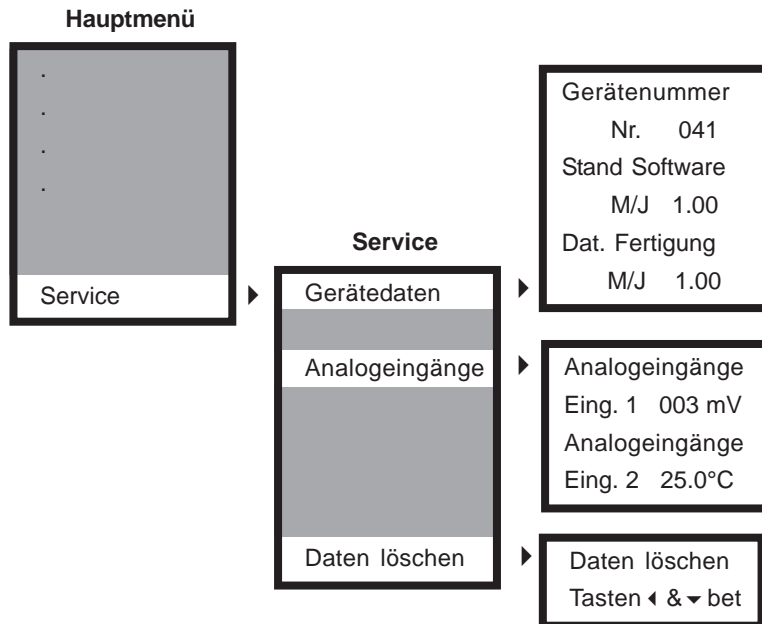 Hauptmenü
.
.
.
.
Service
Service
Gerätedaten
Analogeingänge
Daten löschen
Gerätenummer
Nr. 041
Stand Software
M/J 1.00
Dat. Fertigung
M/J 1.00
Analogeingänge
Eing. 1 003 mV
Analogeingänge
Eing. 2 25.0°C
Daten löschen
Tasten ◂ & ▾ bet